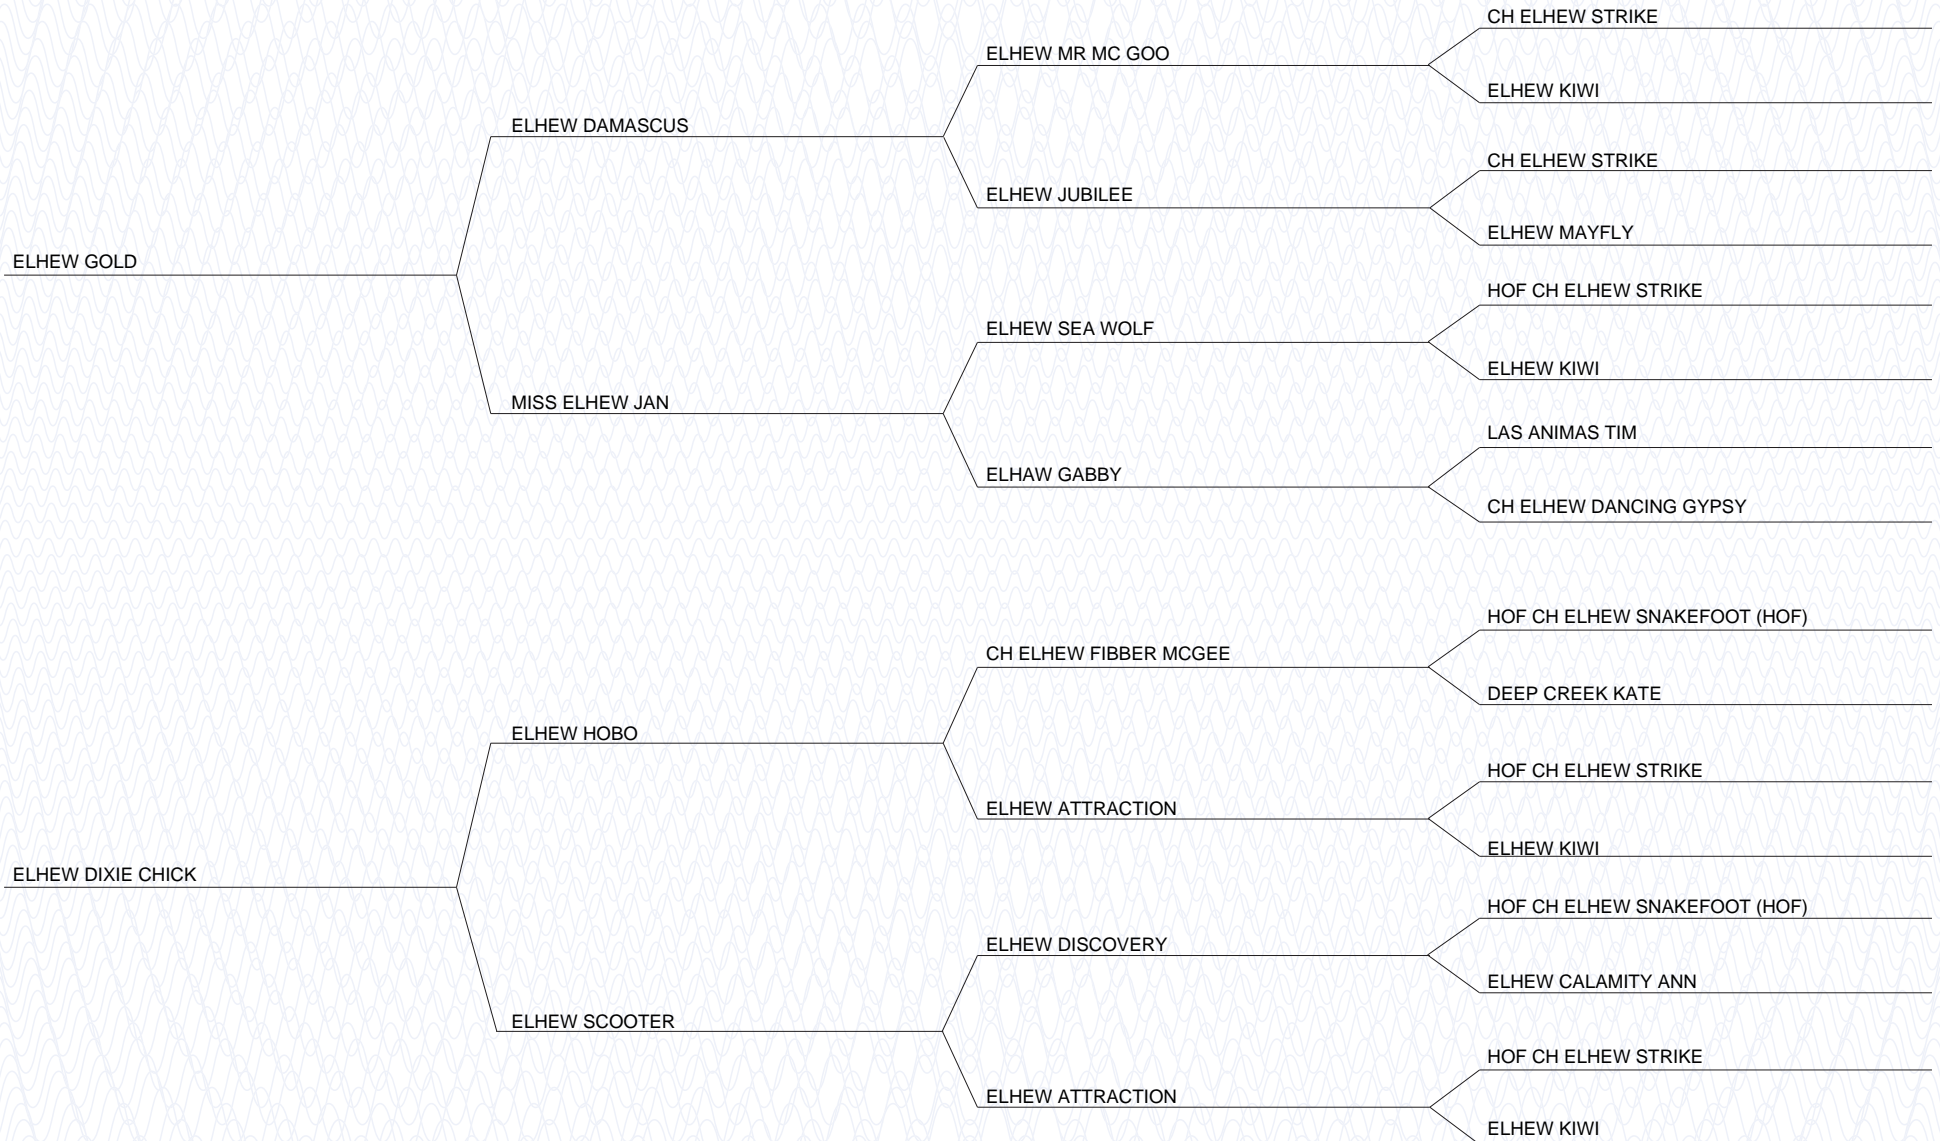 CH ELHEW STRIKE
ELHEW MR MC GOO
ELHEW KIWI
ELHEW DAMASCUS
CH ELHEW STRIKE
ELHEW JUBILEE
ELHEW MAYFLY
ELHEW GOLD
HOF CH ELHEW STRIKE
ELHEW SEA WOLF
ELHEW KIWI
MISS ELHEW JAN
LAS ANIMAS TIM
ELHAW GABBY
CH ELHEW DANCING GYPSY
HOF CH ELHEW SNAKEFOOT (HOF)
CH ELHEW FIBBER MCGEE
DEEP CREEK KATE
ELHEW HOBO
HOF CH ELHEW STRIKE
ELHEW ATTRACTION
ELHEW KIWI
ELHEW DIXIE CHICK
HOF CH ELHEW SNAKEFOOT (HOF)
ELHEW DISCOVERY
ELHEW CALAMITY ANN
ELHEW SCOOTER
HOF CH ELHEW STRIKE
ELHEW ATTRACTION
ELHEW KIWI